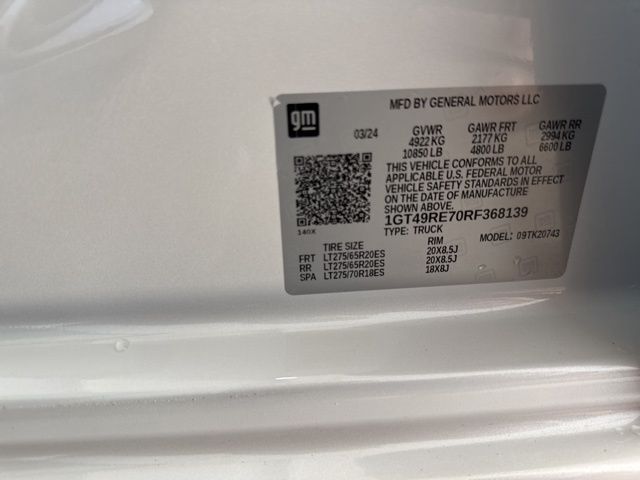 MFD BY GENERAL MOTORS LLC
gm
03/24
GVWR GAWR FRT GAWR RR
4922 KG 2177 KG 2994 KG
10850 LB 4800 LB 6600 LB
THIS VEHICLE CONFORMS TO ALL
APPLICABLE U.S. FEDERAL MOTOR
VEHICLE SAFETY STANDARDS IN EFFECT
ON THE DATE OF MANUFACTURE
SHOWN ABOVE.
1GT49RE70RF368139
140X
TYPE: TRUCK
MODEL: 09TK20743
TIRE SIZE RIM
FRT LT275/65R20ES 20X8.5J
RR LT275/65R20ES 20X8.5J
SPA LT275/70R18ES 18X8J